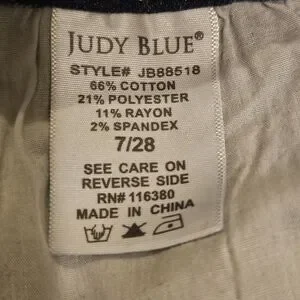 JUDY BLUE®
STYLE# JB88518
66% COTTON
21% POLYESTER
11% RAYON
2% SPANDEX
7/28
SEE CARE ON
REVERSE SIDE
RN# 116380
MADE IN CHINA